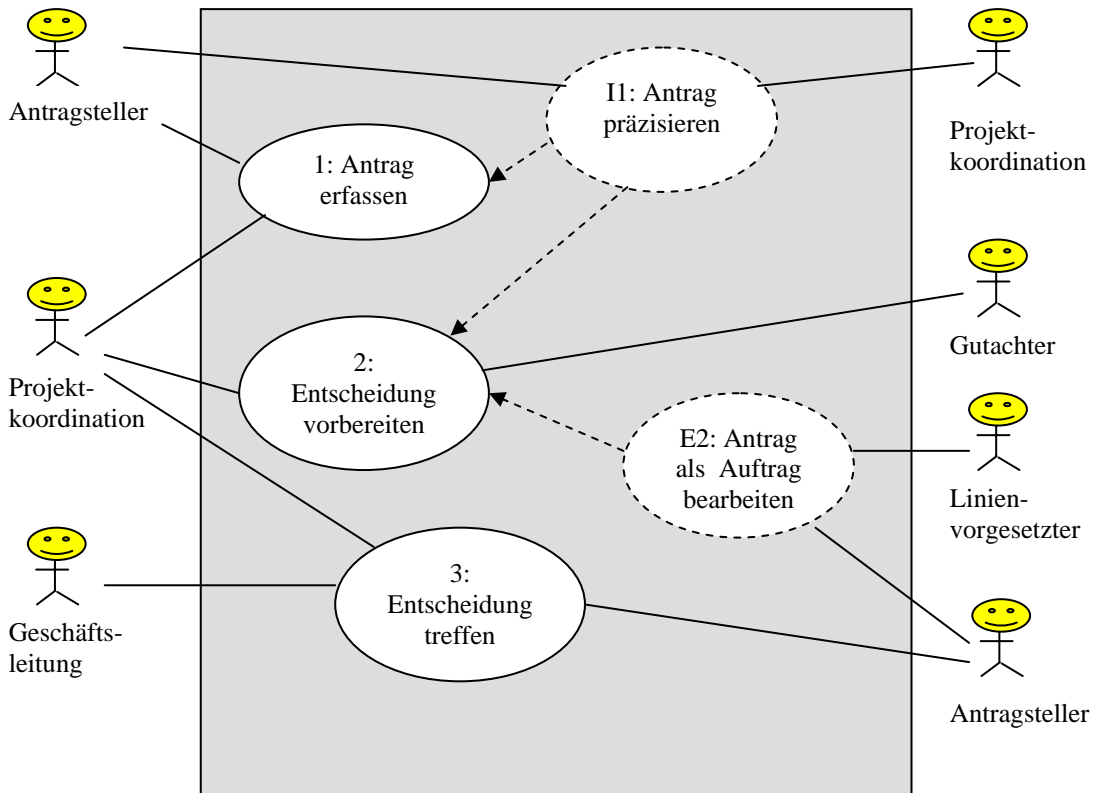 Antragsteller
I1: Antrag
präzisieren
Projekt-
koordination
1: Antrag
erfassen
Projekt-
koordination
2:
Entscheidung
vorbereiten
Gutachter
E2: Antrag
als Auftrag
bearbeiten
Linien-
vorgesetzter
Geschäfts-
leitung
3:
Entscheidung
treffen
Antragsteller